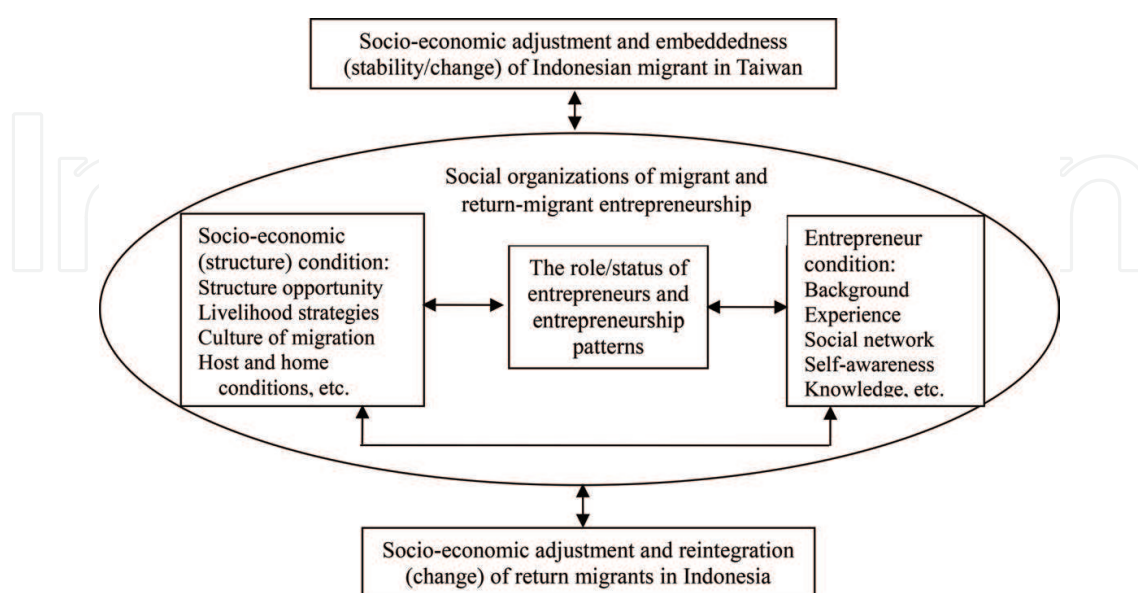 Socio-economic adjustment and embeddedness
(stability/change) of Indonesian migrant in Taiwan
Social organizations of migrant and
return-migrant entrepreneurship
Socio-economic
(structure) condition:
Structure opportunity
Livelihood strategies
Culture of migration
Host and home
conditions, etc.
The role/status of
entrepreneurs and
entrepreneurship
patterns
Entrepreneur
condition:
Background
Experience
Social network
Self-awareness
Knowledge, etc.
Socio-economic adjustment and reintegration
(change) of return migrants in Indonesia